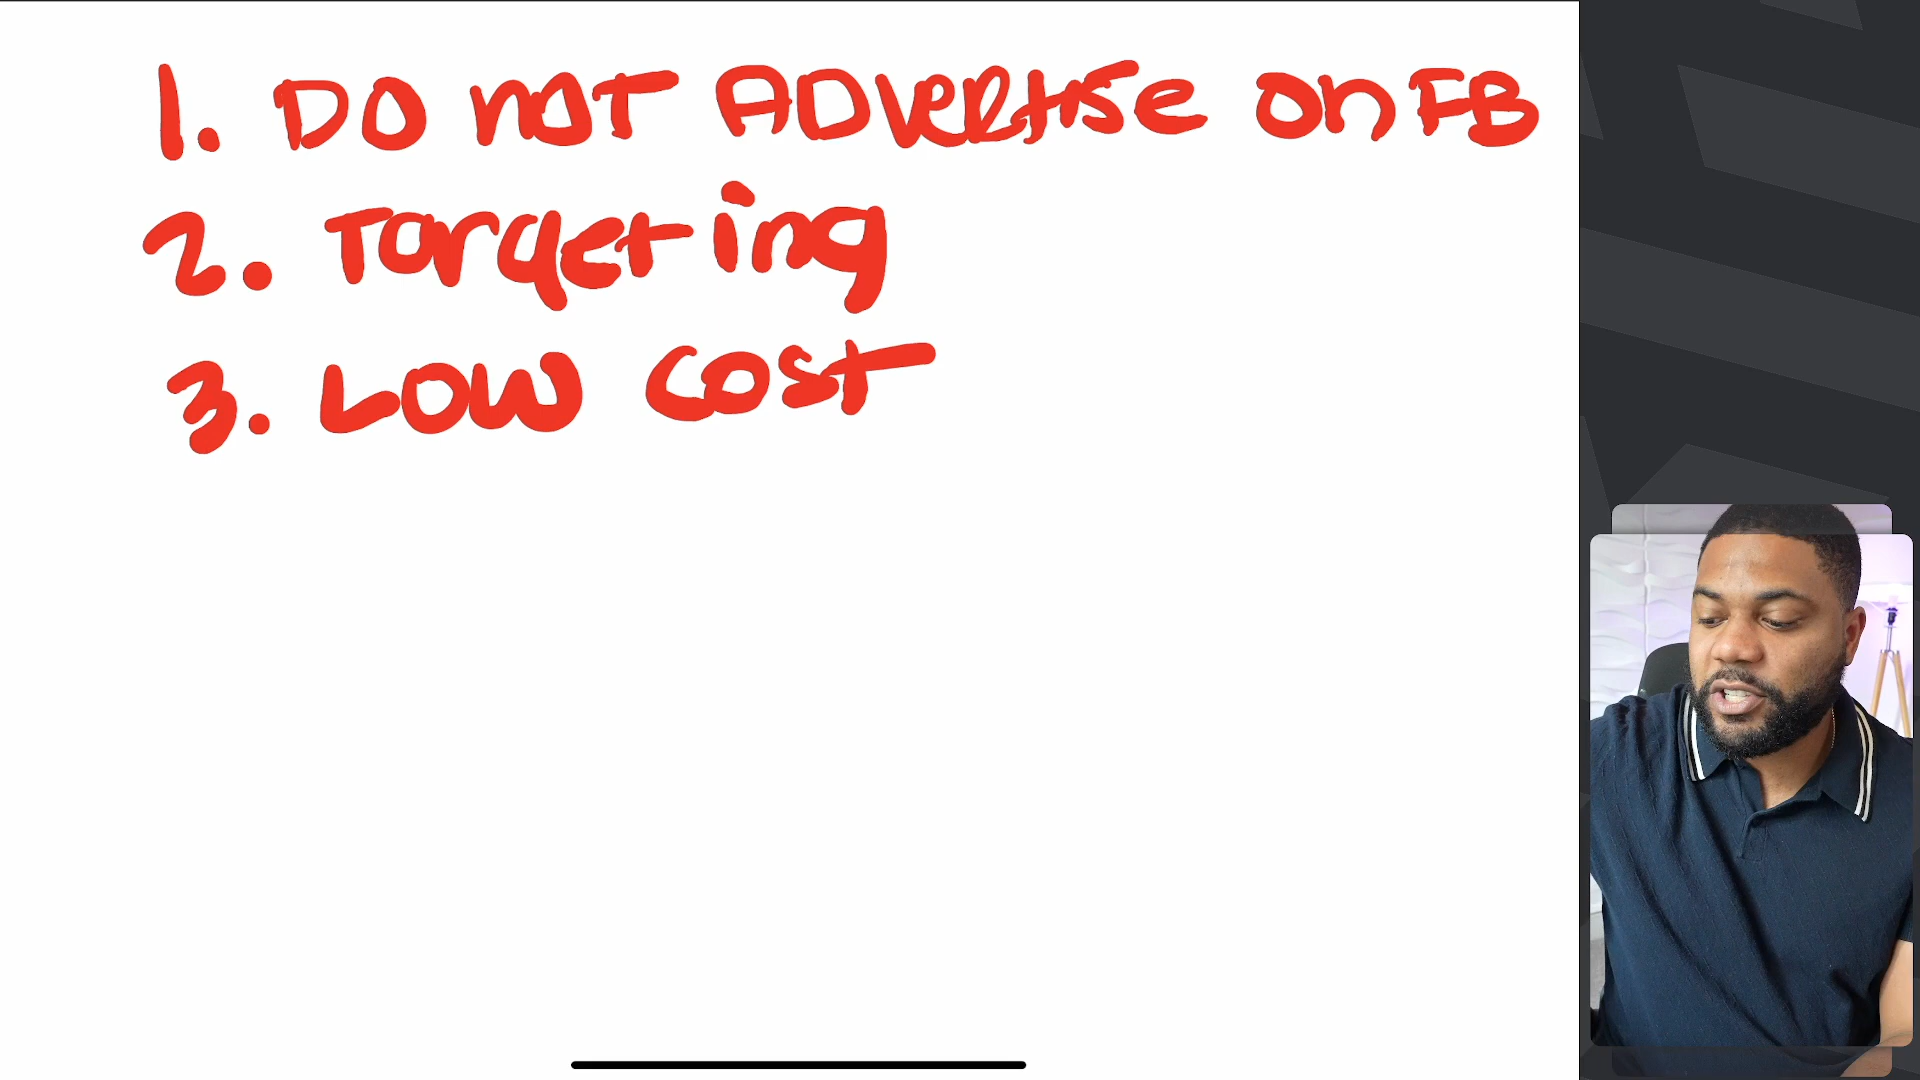 1. DO NOT ADVERTISE ON FB
2. Targeting
3. LOW COST